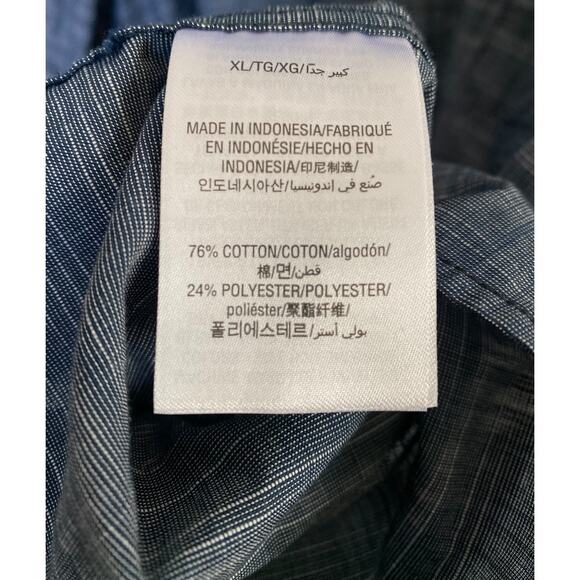 XL/TG/XG/كبير جدًا
MADE IN INDONESIA/FABRIQUÉ
EN INDONÉSIE/HECHO EN
INDONESIA/印尼制造/
인도네시아산/صُنع في اندونيسيا
76% COTTON/COTON/algodón/
棉/면/قطن
24% POLYESTER/POLYESTER/
poliéster/聚酯纤维/
폴리에스테르/بولي أستر